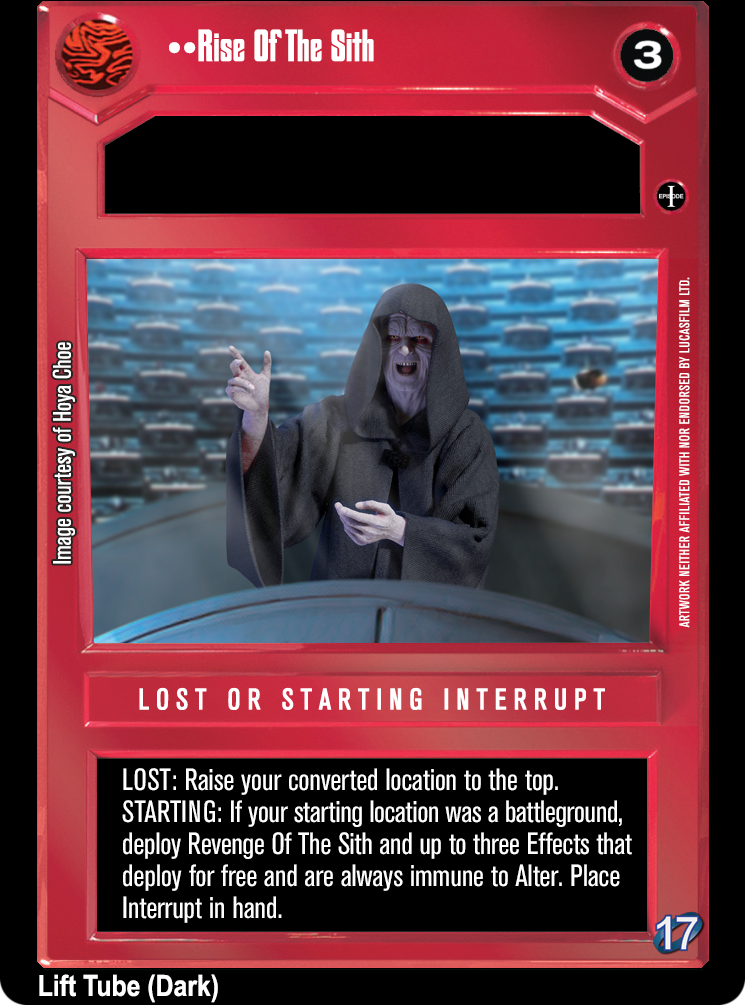 ••Rise Of The Sith
3
EPISODE
I
Image courtesy of Hoya Choe
ARTWORK NEITHER AFFILIATED WITH NOR ENDORSED BY LUCASFILM LTD.
LOST OR STARTING INTERRUPT
LOST: Raise your converted location to the top.
STARTING: If your starting location was a battleground,
deploy Revenge Of The Sith and up to three Effects that
deploy for free and are always immune to Alter. Place
Interrupt in hand.
17
Lift Tube (Dark)